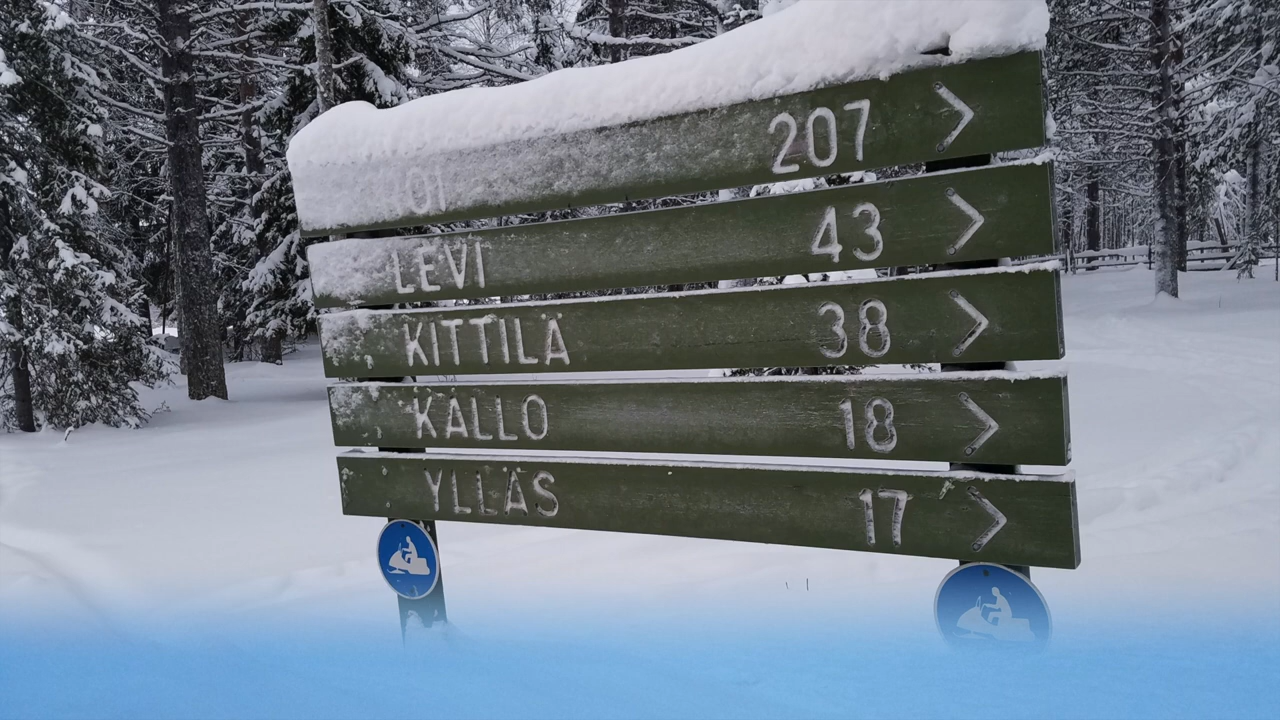 207 >
LEVI 43 >
KITTILÄ 38 >
KALLO 18 >
YLLÄS 17 >